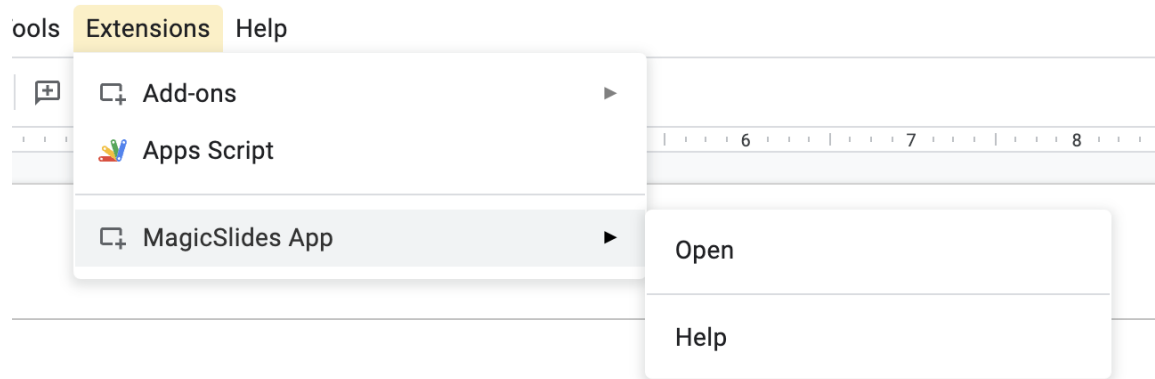 ools Extensions Help
Add-ons
Apps Script
6 7 8
MagicSlides App
Open
Help